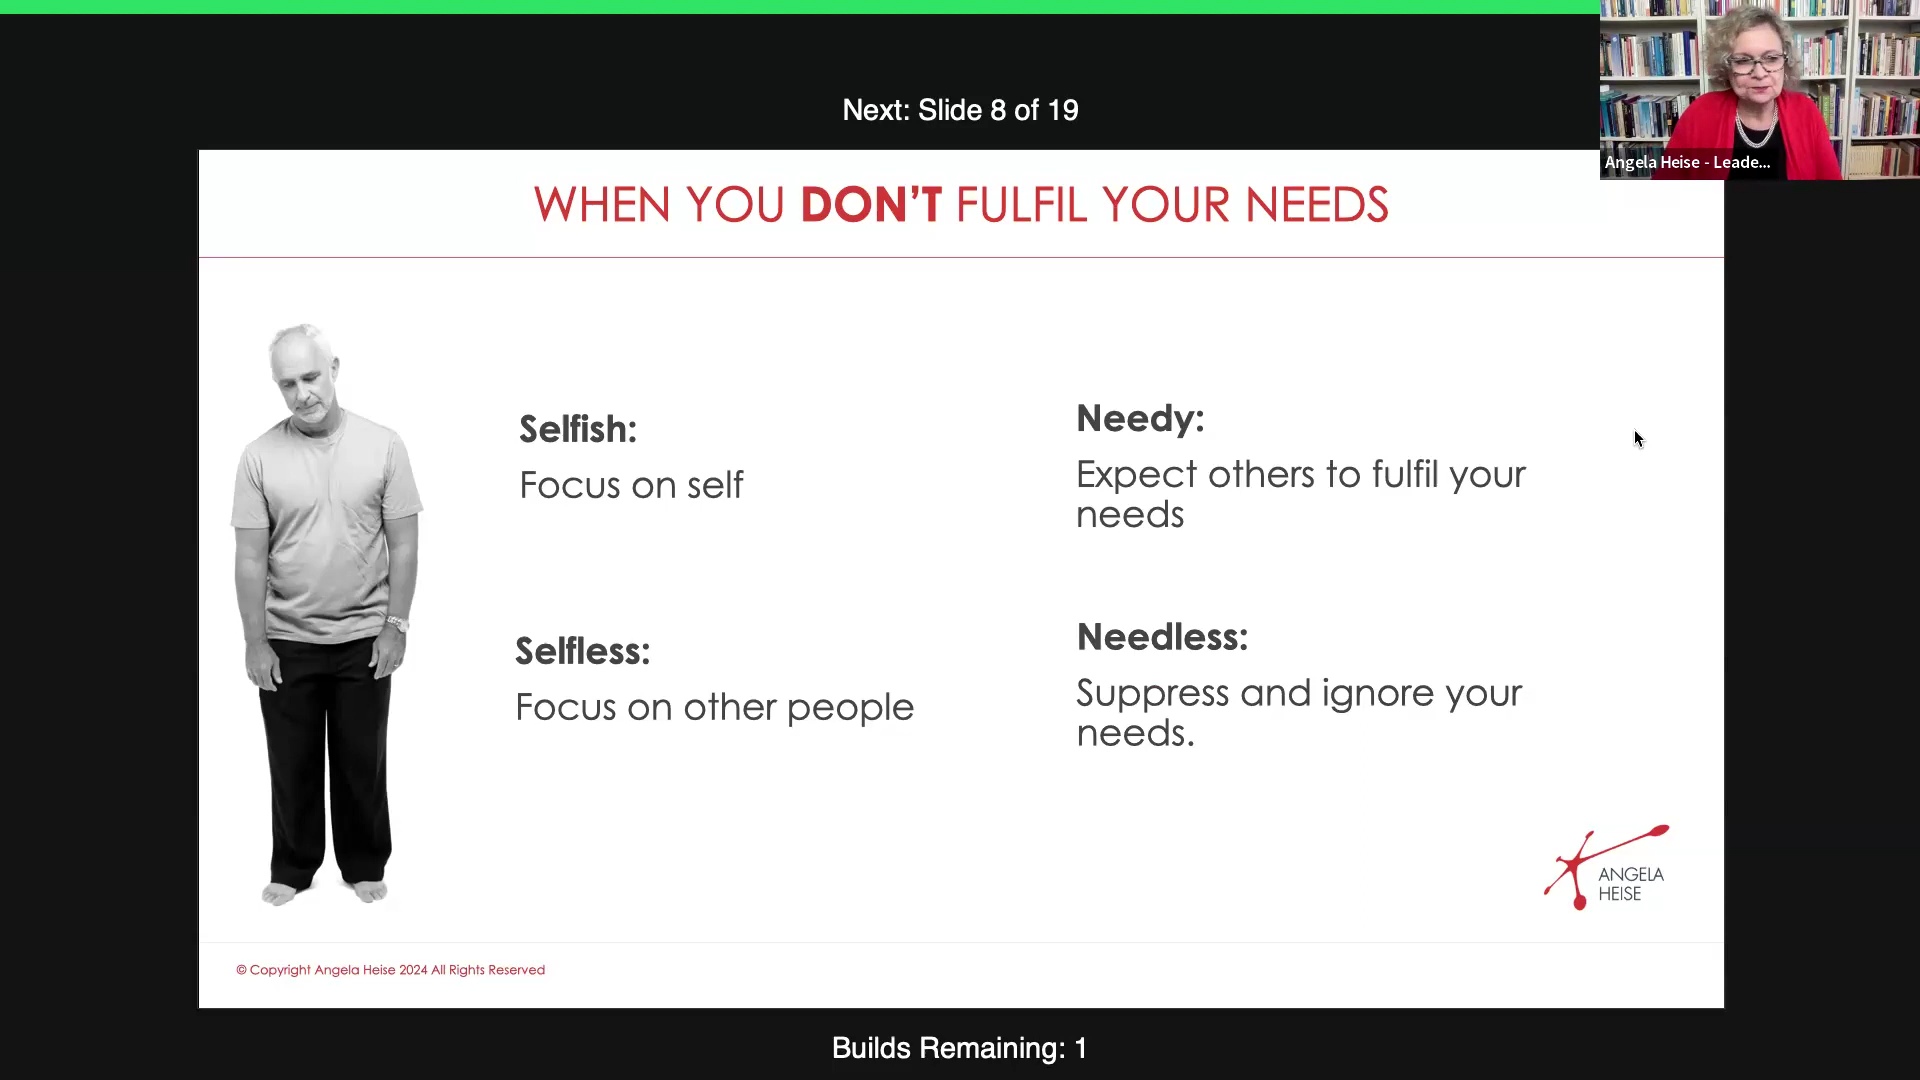 Next: Slide 8 of 19
Angela Heise - Leade...
WHEN YOU DON'T FULFIL YOUR NEEDS
Selfish:
Focus on self
Needy:
Expect others to fulfil your
needs
Selfless:
Focus on other people
Needless:
Suppress and ignore your
needs.
ANGELA
HEISE
© Copyright Angela Heise 2024 All Rights Reserved
Builds Remaining: 1